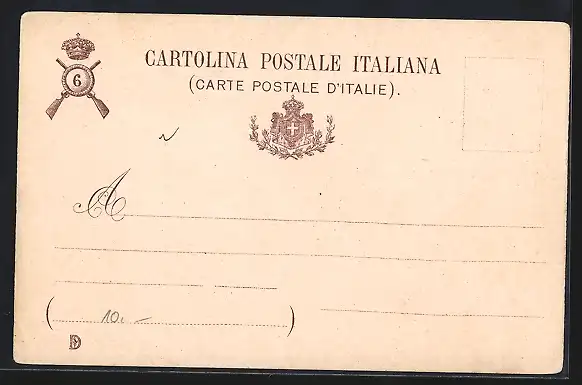 6
CARTOLINA POSTALE ITALIANA
(CARTE POSTALE D'ITALIE).
A
( 10.- )
D